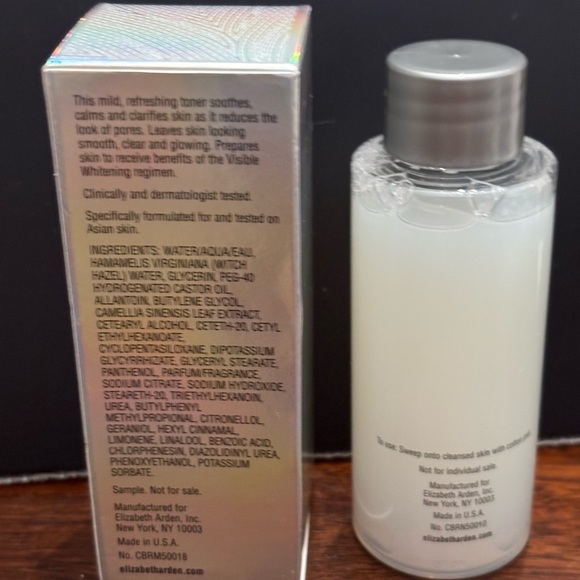 This mild, refreshing toner soothes,
calms and clarifies skin as it reduces the
look of pores. Leaves skin looking
smooth, clear and glowing. Prepares
skin to receive benefits of the Visible
Whitening regimen.
Clinically and dermatologist tested.
Specifically formulated for and tested on
Asian skin.
INGREDIENTS: WATER/AQUA/EAU,
HAMAMELIS VIRGINIANA (WITCH
HAZEL) WATER, GLYCERIN, PEG-40
HYDROGENATED CASTOR OIL,
ALLANTOIN, BUTYLENE GLYCOL,
CAMELLIA SINENSIS LEAF EXTRACT,
CETEARYL ALCOHOL, CETETH-20, CETYL
ETHYLHEXANOATE,
CYCLOPENTASILOXANE, DIPOTASSIUM
GLYCYRRHIZATE, GLYCERYL STEARATE,
PANTHENOL, PARFUM/FRAGRANCE,
SODIUM CITRATE, SODIUM HYDROXIDE,
STEARETH-20, TRIETHYLHEXANOIN,
UREA, BUTYLPHENYL
METHYLPROPIONAL, CITRONELLOL,
GERANIOL, HEXYL CINNAMAL,
LIMONENE, LINALOOL, BENZOIC ACID,
CHLORPHENESIN, DIAZOLIDINYL UREA,
PHENOXYETHANOL, POTASSIUM
SORBATE.
Sample. Not for sale.
Manufactured for
Elizabeth Arden, Inc.
New York, NY 10003
Made in U.S.A.
No. CBRM50018
elizabetharden.com
To use: Sweep onto cleansed skin with cotton
Not for individual sale.
Manufactured for
Elizabeth Arden, Inc.
New York, NY 10003
Made in U.S.A.
No. CBRN50010
elizabetharden.com